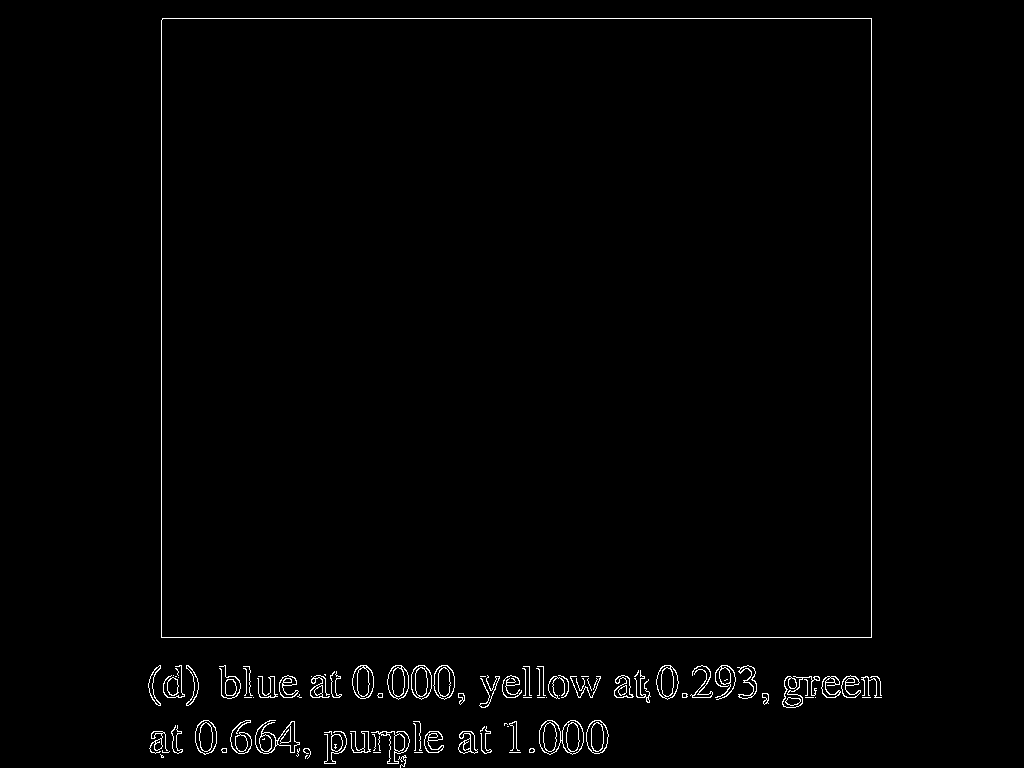 (d) blue at 0.000, yellow at 0.293, green
at 0.664, purple at 1.000